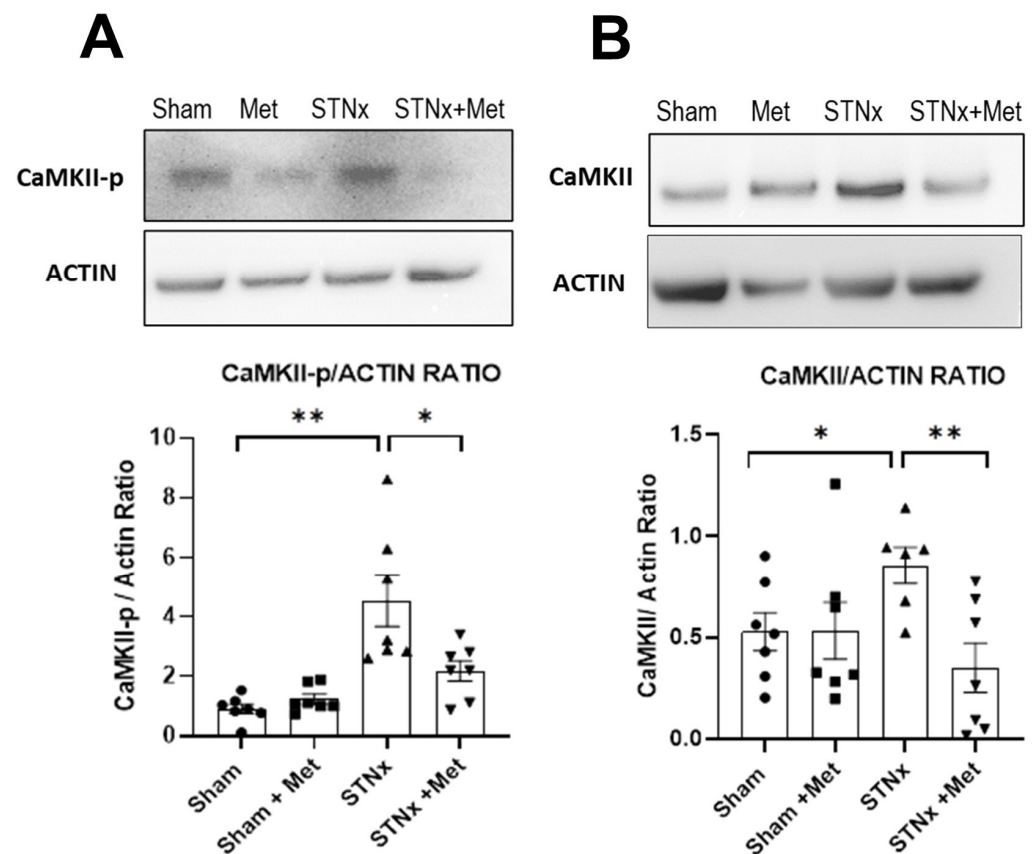 A
Sham Met STNx STNx+Met
CaMKII-p
ACTIN
CaMKII-p/ACTIN RATIO
** *
CaMKII-p / Actin Ratio
10
8
6
4
2
0
Sham
Sham + Met
STNx
STNx +Met
B
Sham Met STNx STNx+Met
CaMKII
ACTIN
CaMKII/ACTIN RATIO
* **
CaMKII/ Actin Ratio
1.5
1.0
0.5
0.0
Sham
Sham +Met
STNx
STNx +Met